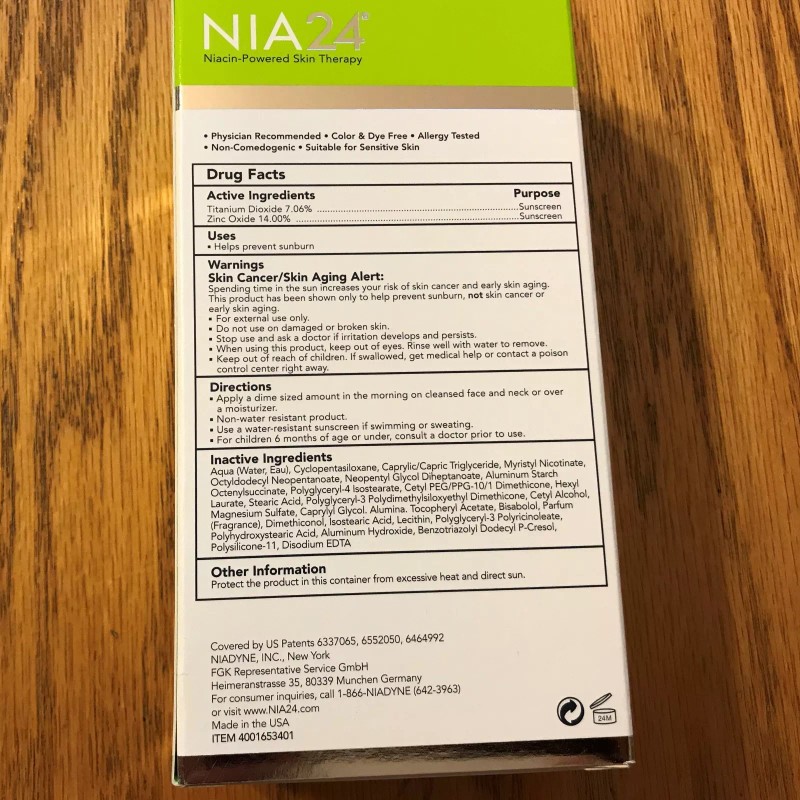 NIA24
Niacin-Powered Skin Therapy
• Physician Recommended • Color & Dye Free • Allergy Tested
• Non-Comedogenic • Suitable for Sensitive Skin
Drug Facts
Active Ingredients Purpose
Titanium Dioxide 7.06% ........................................................Sunscreen
Zinc Oxide 14.00% ..............................................................Sunscreen
Uses
▪ Helps prevent sunburn
Warnings
Skin Cancer/Skin Aging Alert:
Spending time in the sun increases your risk of skin cancer and early skin aging.
This product has been shown only to help prevent sunburn, not skin cancer or
early skin aging.
▪ For external use only.
▪ Do not use on damaged or broken skin.
▪ Stop use and ask a doctor if irritation develops and persists.
▪ When using this product, keep out of eyes. Rinse well with water to remove.
▪ Keep out of reach of children. If swallowed, get medical help or contact a poison
control center right away.
Directions
▪ Apply a dime sized amount in the morning on cleansed face and neck or over
a moisturizer.
▪ Non-water resistant product.
▪ Use a water-resistant sunscreen if swimming or sweating.
▪ For children 6 months of age or under, consult a doctor prior to use.
Inactive Ingredients
Aqua (Water, Eau), Cyclopentasiloxane, Caprylic/Capric Triglyceride, Myristyl Nicotinate,
Octyldodecyl Neopentanoate, Neopentyl Glycol Diheptanoate, Aluminum Starch
Octenylsuccinate, Polyglyceryl-4 Isostearate, Cetyl PEG/PPG-10/1 Dimethicone, Hexyl
Laurate, Stearic Acid, Polyglyceryl-3 Polydimethylsiloxyethyl Dimethicone, Cetyl Alcohol,
Magnesium Sulfate, Caprylyl Glycol. Alumina. Tocopheryl Acetate, Bisabolol, Parfum
(Fragrance), Dimethiconol, Isostearic Acid, Lecithin, Polyglyceryl-3 Polyricinoleate,
Polyhydroxystearic Acid, Aluminum Hydroxide, Benzotriazolyl Dodecyl P-Cresol,
Polysilicone-11, Disodium EDTA
Other Information
Protect the product in this container from excessive heat and direct sun.
Covered by US Patents 6337065, 6552050, 6464992
NIADYNE, INC., New York
FGK Representative Service GmbH
Heimeranstrasse 35, 80339 Munchen Germany
For consumer inquiries, call 1-866-NIADYNE (642-3963)
or visit www.NIA24.com
Made in the USA
ITEM 4001653401
24M